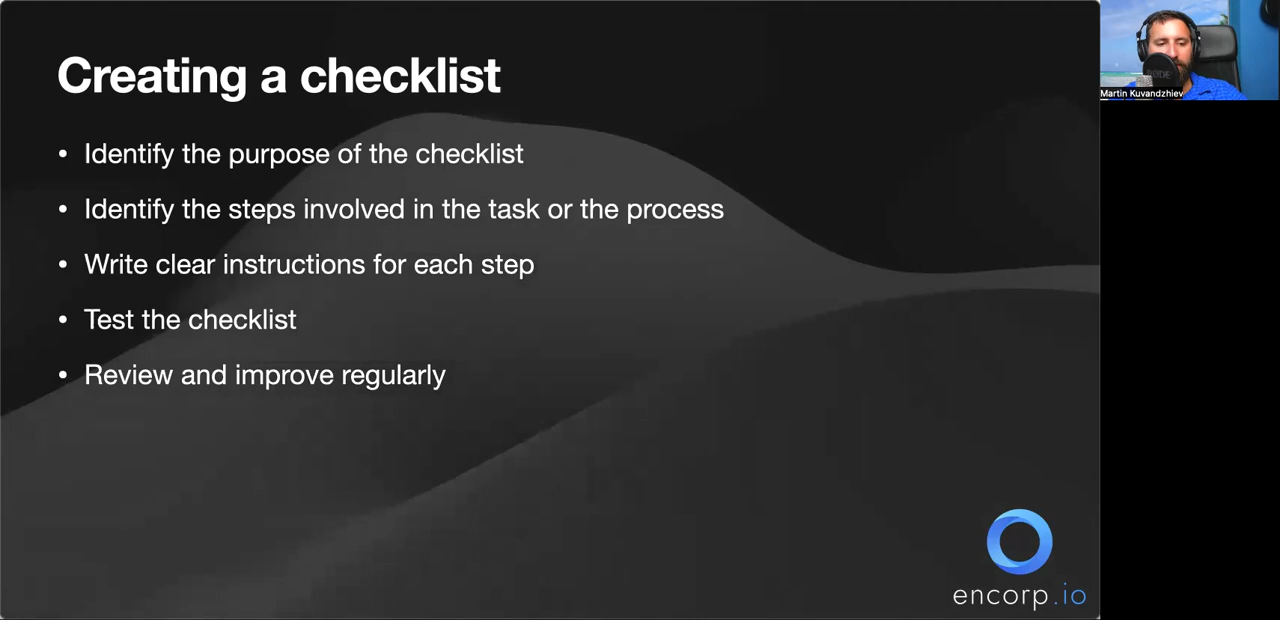 Creating a checklist
• Identify the purpose of the checklist
• Identify the steps involved in the task or the process
• Write clear instructions for each step
• Test the checklist
• Review and improve regularly
encorp.io
RØDE
Martin Kuvandzhiev